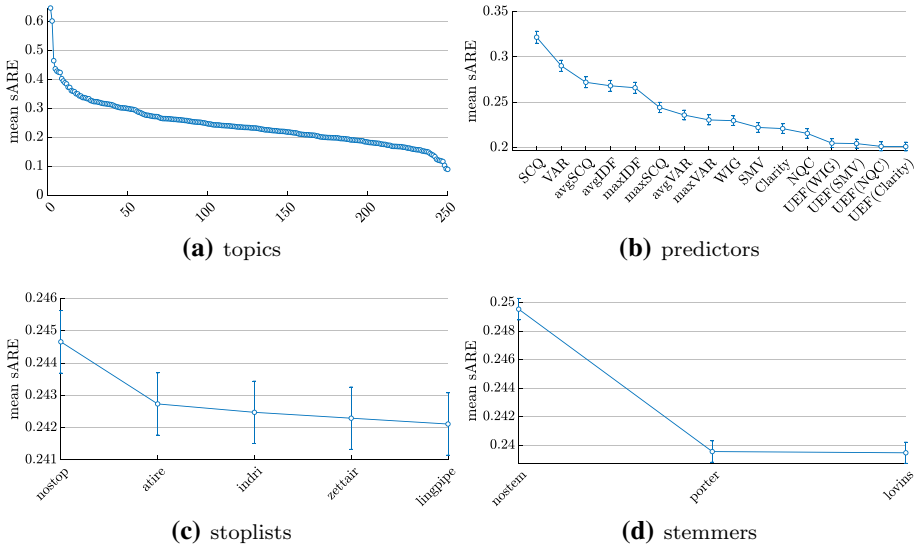 mean sARE
0.6
0.5
0.4
0.3
0.2
0.1
0
0
50
100
150
200
250
(a) topics
mean sARE
0.35
0.3
0.25
0.2
SCQ
VAR
avgSCQ
avgIDF
maxIDF
maxSCQ
avgVAR
maxVAR
WIG
SMV
Clarity
NQC
UEF(WIG)
UEF(SMV)
UEF(NQC)
UEF(Clarity)
(b) predictors
mean sARE
0.246
0.245
0.244
0.243
0.242
0.241
nostop
atire
indri
zettair
lingpipe
(c) stoplists
mean sARE
0.25
0.248
0.246
0.244
0.242
0.24
nostem
porter
lovins
(d) stemmers